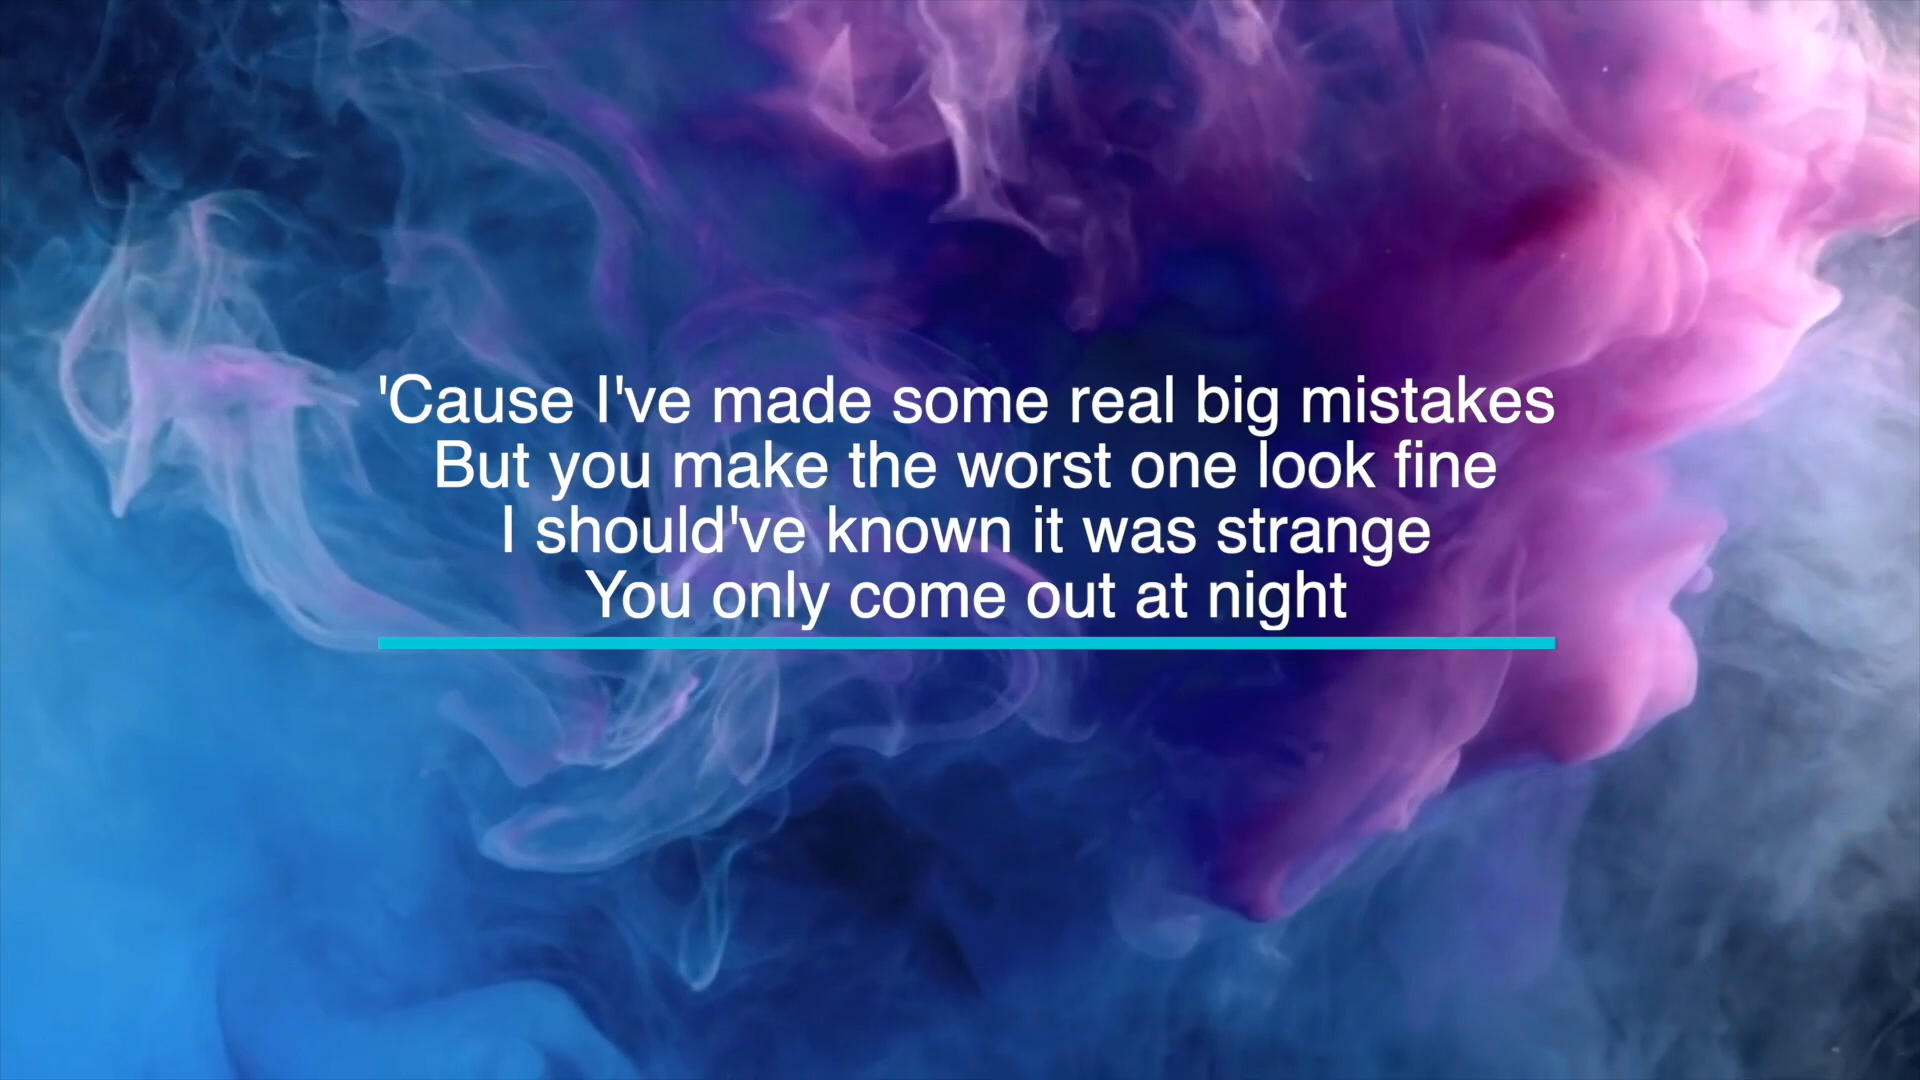 'Cause I've made some real big mistakes
But you make the worst one look fine
I should've known it was strange
You only come out at night